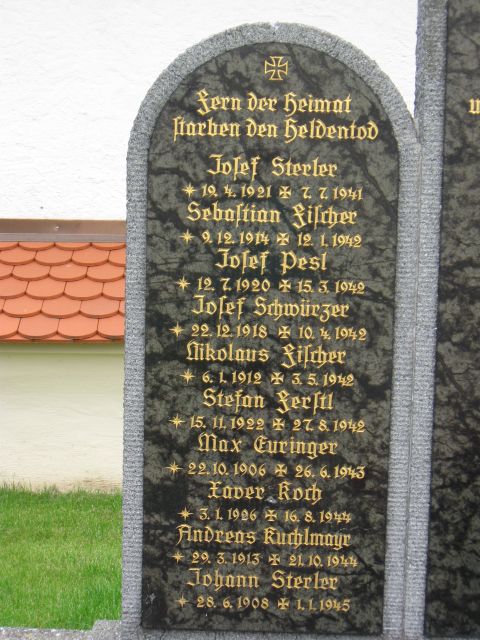 Fern der Heimat
starben den Heldentod
Josef Sterler
* 19.4.1921 ✠ 7.7.1941
Sebastian Fischer
* 9.12.1914 ✠ 12.1.1942
Josef Pesl
* 12.7.1920 ✠ 15.3.1942
Josef Schwürzer
* 22.12.1918 ✠ 10.4.1942
Nikolaus Fischer
* 6.1.1912 ✠ 3.5.1942
Stefan Ferstl
* 15.11.1922 ✠ 27.8.1942
Max Euringer
* 22.10.1906 ✠ 26.6.1943
Xaver Koch
* 3.1.1926 ✠ 16.8.1944
Andreas Kuchlmayr
* 29.3.1913 ✠ 21.10.1944
Johann Sterler
* 28.6.1908 ✠ 1.1.1945